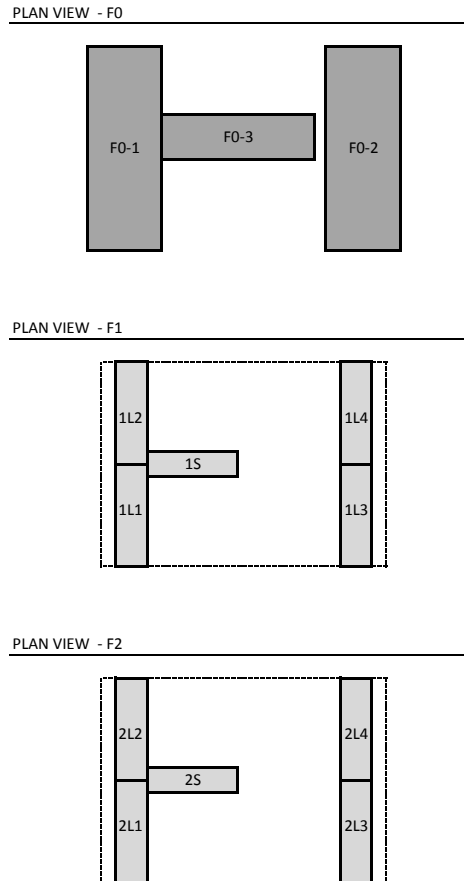 PLAN VIEW - F0
F0-1
F0-3
F0-2
PLAN VIEW - F1
1L2
1L4
1S
1L1
1L3
PLAN VIEW - F2
2L2
2L4
2S
2L1
2L3